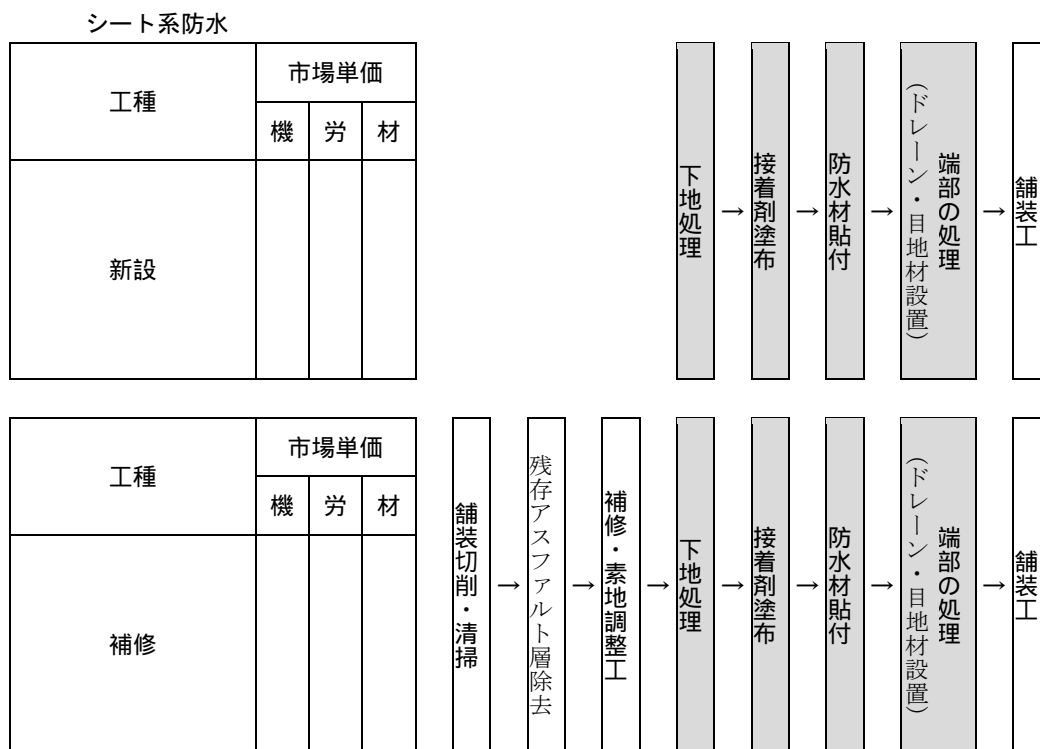 シート系防水
工種
市場単価
機 労 材
新設
下地処理
→
接着剤塗布
→
防水材貼付
→
端部の処理
（ドレーン・目地材設置）
→
舗装工
工種
市場単価
機 労 材
補修
舗装切削・清掃
→
残存アスファルト層除去
→
補修・素地調整工
→
下地処理
→
接着剤塗布
→
防水材貼付
→
端部の処理
（ドレーン・目地材設置）
→
舗装工